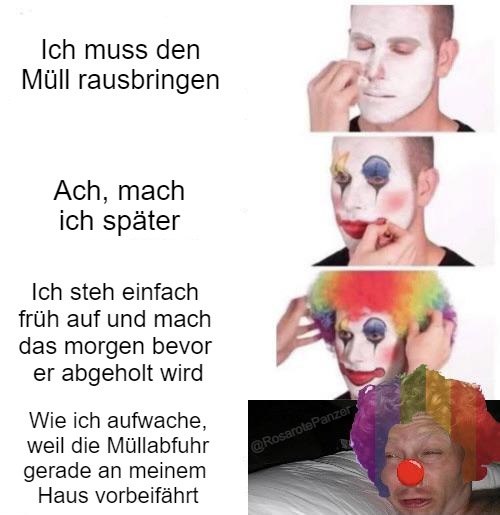 Ich muss den
Müll rausbringen
Ach, mach
ich später
Ich steh einfach
früh auf und mach
das morgen bevor
er abgeholt wird
Wie ich aufwache,
weil die Müllabfuhr
gerade an meinem
Haus vorbeifährt
@RosarotePanzer